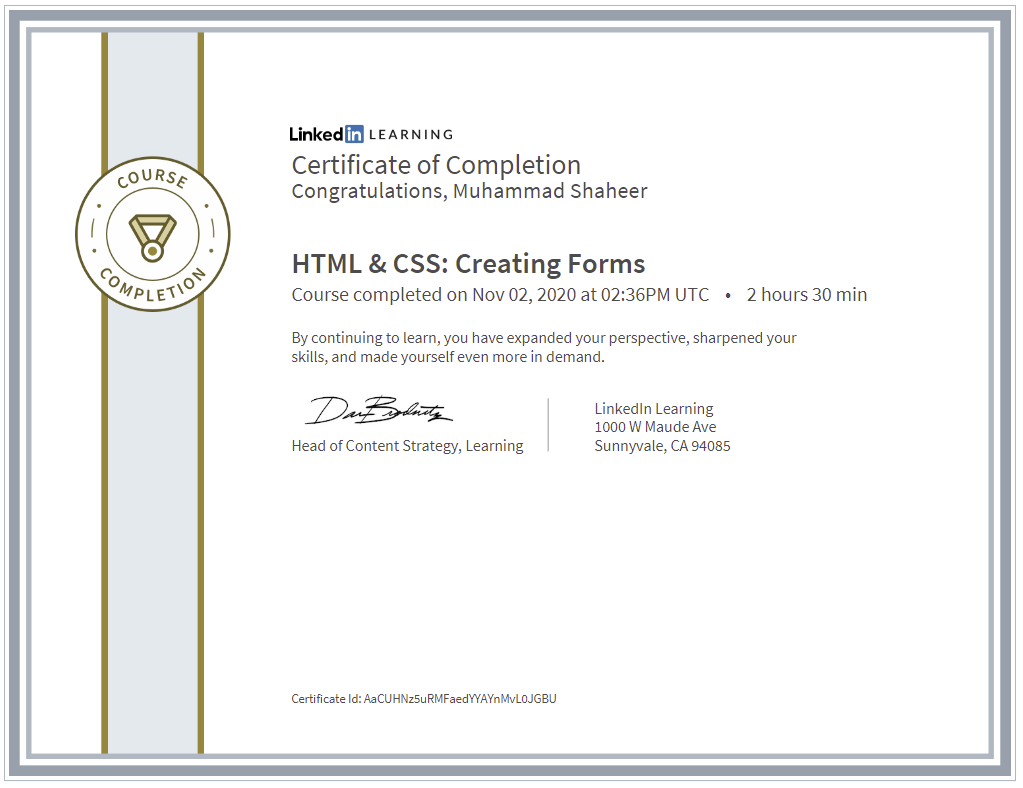 COURSE
COMPLETION
Linked in LEARNING
Certificate of Completion
Congratulations, Muhammad Shaheer
HTML & CSS: Creating Forms
Course completed on Nov 02, 2020 at 02:36PM UTC • 2 hours 30 min
By continuing to learn, you have expanded your perspective, sharpened your
skills, and made yourself even more in demand.
Head of Content Strategy, Learning
LinkedIn Learning
1000 W Maude Ave
Sunnyvale, CA 94085
Certificate Id: AaCUHNz5uRMFaedYYAYnMvL0JGBU